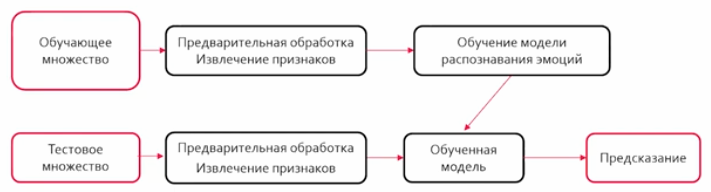 Обучающее
множество
Предварительная обработка
Извлечение признаков
Обучение модели
распознавания эмоций
Тестовое
множество
Предварительная обработка
Извлечение признаков
Обученная
модель
Предсказание